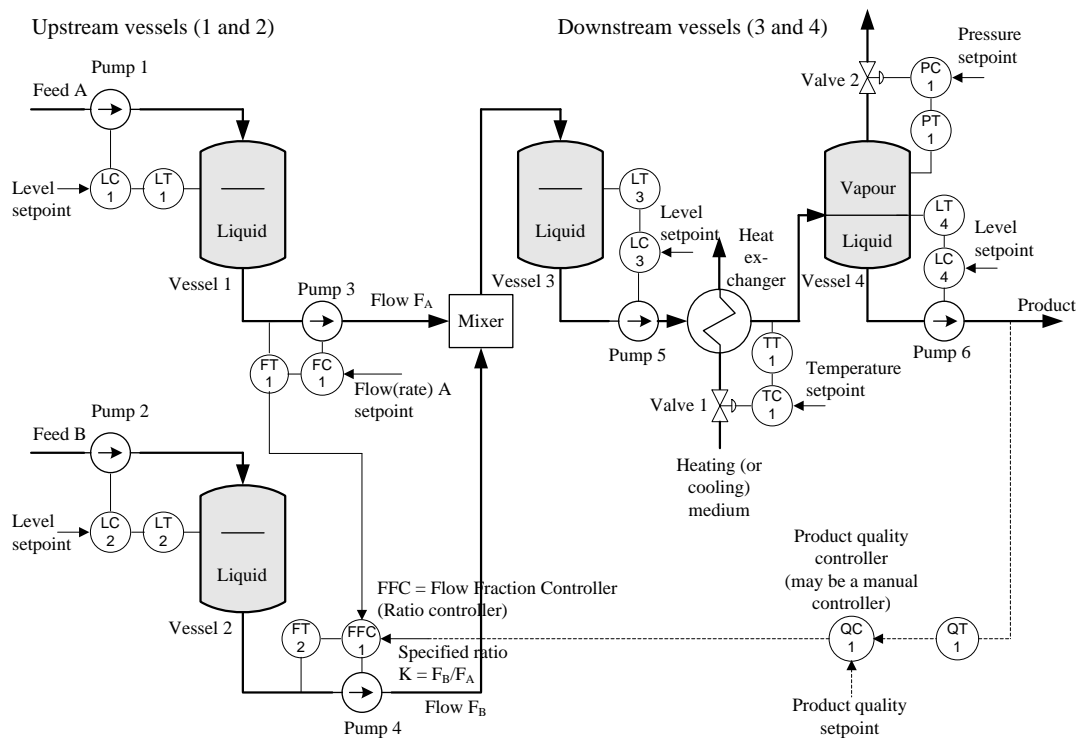 Upstream vessels (1 and 2)
Downstream vessels (3 and 4)
Pump 1
Feed A
LC
1
LT
1
Level
setpoint
Liquid
Vessel 1
Pump 3
Flow FA
FT
1
FC
1
Flow(rate) A
setpoint
Mixer
Pump 2
Feed B
LC
2
LT
2
Level
setpoint
Liquid
Vessel 2
FFC = Flow Fraction Controller
(Ratio controller)
FT
2
FFC
1
Specified ratio
K = FB/FA
Pump 4
Flow FB
Liquid
Vessel 3
LT
3
LC
3
Level
setpoint
Pump 5
Heat
ex-
changer
TT
1
TC
1
Temperature
setpoint
Valve 1
Heating (or
cooling)
medium
Valve 2
PC
1
Pressure
setpoint
PT
1
Vapour
Liquid
Vessel 4
LT
4
LC
4
Level
setpoint
Pump 6
Product
Product quality
controller
(may be a manual
controller)
QC
1
QT
1
Product quality
setpoint